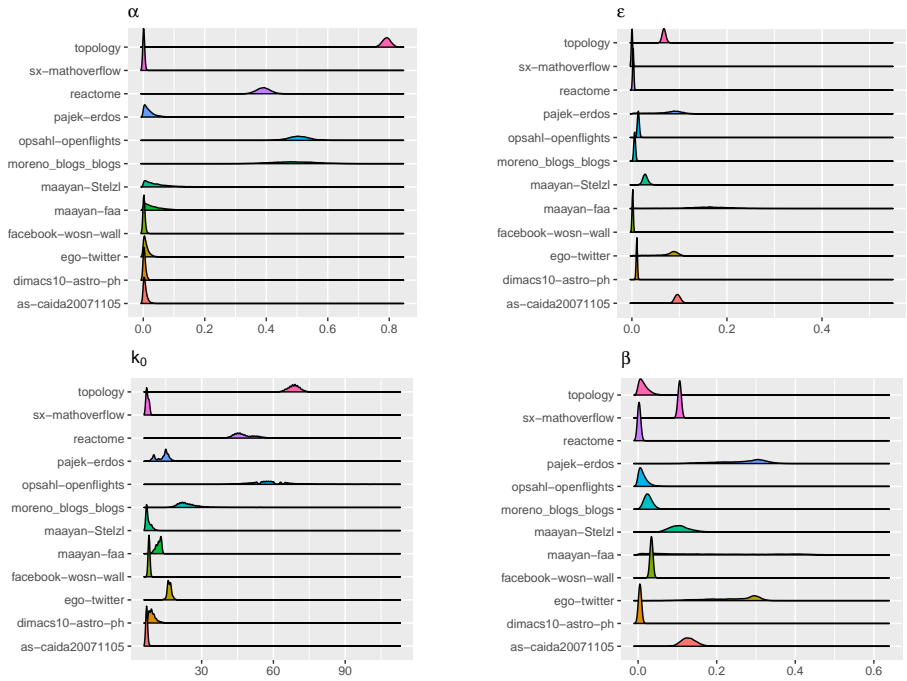 α
topology
sx−mathoverflow
reactome
pajek−erdos
opsahl−openflights
moreno_blogs_blogs
maayan−Stelzl
maayan−faa
facebook−wosn−wall
ego−twitter
dimacs10−astro−ph
as−caida20071105
0.0 0.2 0.4 0.6 0.8
ε
topology
sx−mathoverflow
reactome
pajek−erdos
opsahl−openflights
moreno_blogs_blogs
maayan−Stelzl
maayan−faa
facebook−wosn−wall
ego−twitter
dimacs10−astro−ph
as−caida20071105
0.0 0.2 0.4
k0
topology
sx−mathoverflow
reactome
pajek−erdos
opsahl−openflights
moreno_blogs_blogs
maayan−Stelzl
maayan−faa
facebook−wosn−wall
ego−twitter
dimacs10−astro−ph
as−caida20071105
30 60 90
β
topology
sx−mathoverflow
reactome
pajek−erdos
opsahl−openflights
moreno_blogs_blogs
maayan−Stelzl
maayan−faa
facebook−wosn−wall
ego−twitter
dimacs10−astro−ph
as−caida20071105
0.0 0.2 0.4 0.6